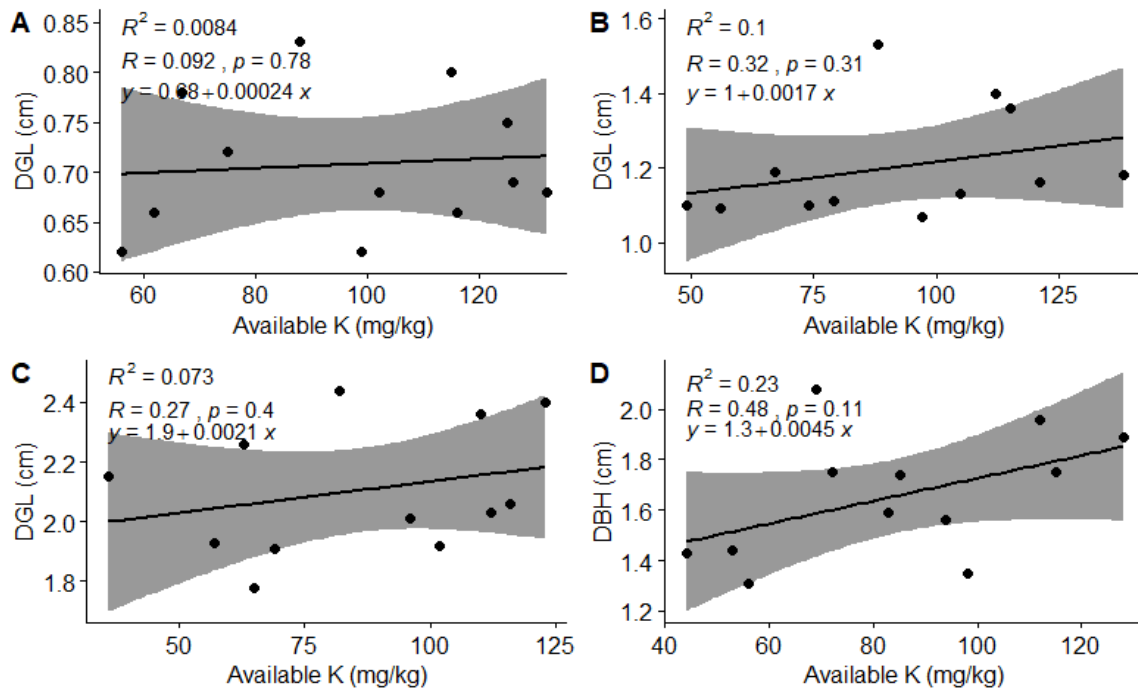 A
R² = 0.0084
R = 0.092 , p = 0.78
y = 0.68+0.00024 x
0.85
0.80
0.75
0.70
0.65
0.60
DGL (cm)
60
80
100
120
Available K (mg/kg)
B
R² = 0.1
R = 0.32 , p = 0.31
y = 1+0.0017 x
1.6
1.4
1.2
1.0
DGL (cm)
50
75
100
125
Available K (mg/kg)
C
R² = 0.073
R = 0.27 , p = 0.4
y = 1.9+0.0021 x
2.4
2.2
2.0
1.8
DGL (cm)
50
75
100
125
Available K (mg/kg)
D
R² = 0.23
R = 0.48 , p = 0.11
y = 1.3+0.0045 x
2.0
1.8
1.6
1.4
1.2
DBH (cm)
40
60
80
100
120
Available K (mg/kg)